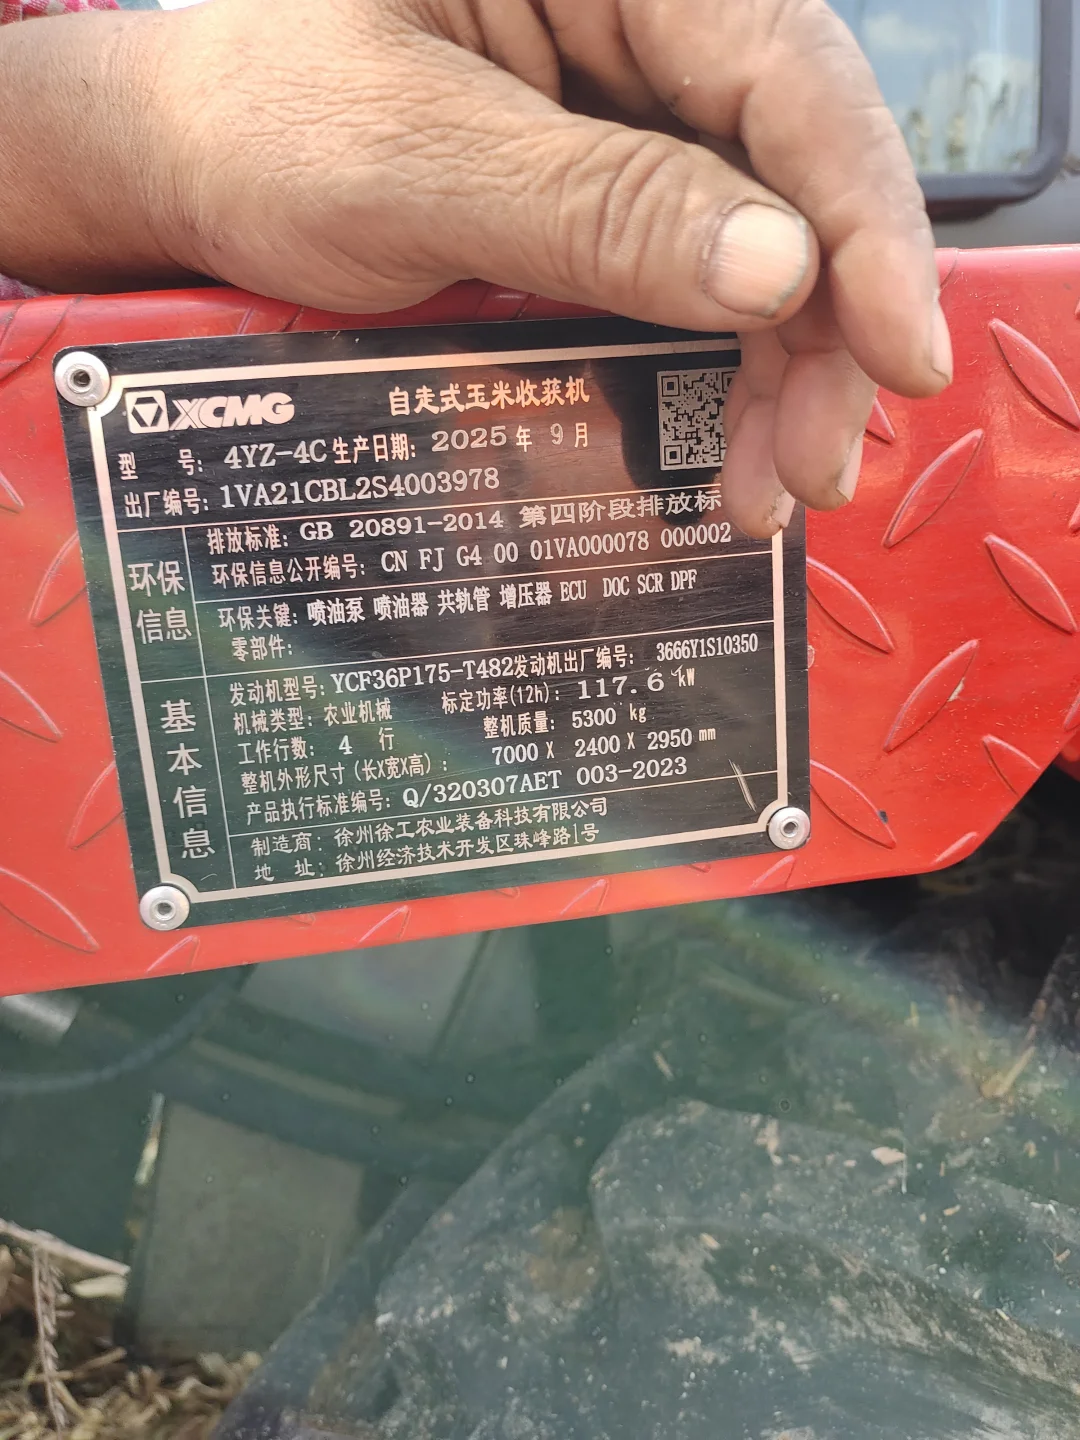 XCMG 自走式玉米收获机
型 号: 4YZ-4C 生产日期: 2025 年 9 月
出厂编号: 1VA21CBL2S4003978
环保信息
排放标准: GB 20891-2014 第四阶段排放标
环保信息公开编号: CN FJ G4 00 01VA000078 000002
环保关键零部件: 喷油泵 喷油器 共轨管 增压器 ECU DOC SCR DPF
基本信息
发动机型号: YCF36P175-T482 发动机出厂编号: 3666Y1S10350
机械类型: 农业机械 标定功率(12h): 117.6 kW
工作行数: 4 行 整机质量: 5300 kg
整机外形尺寸(长X宽X高): 7000 X 2400 X 2950 mm
产品执行标准编号: Q/320307AET 003-2023
制造商: 徐州徐工农业装备科技有限公司
地 址: 徐州经济技术开发区珠峰路1号